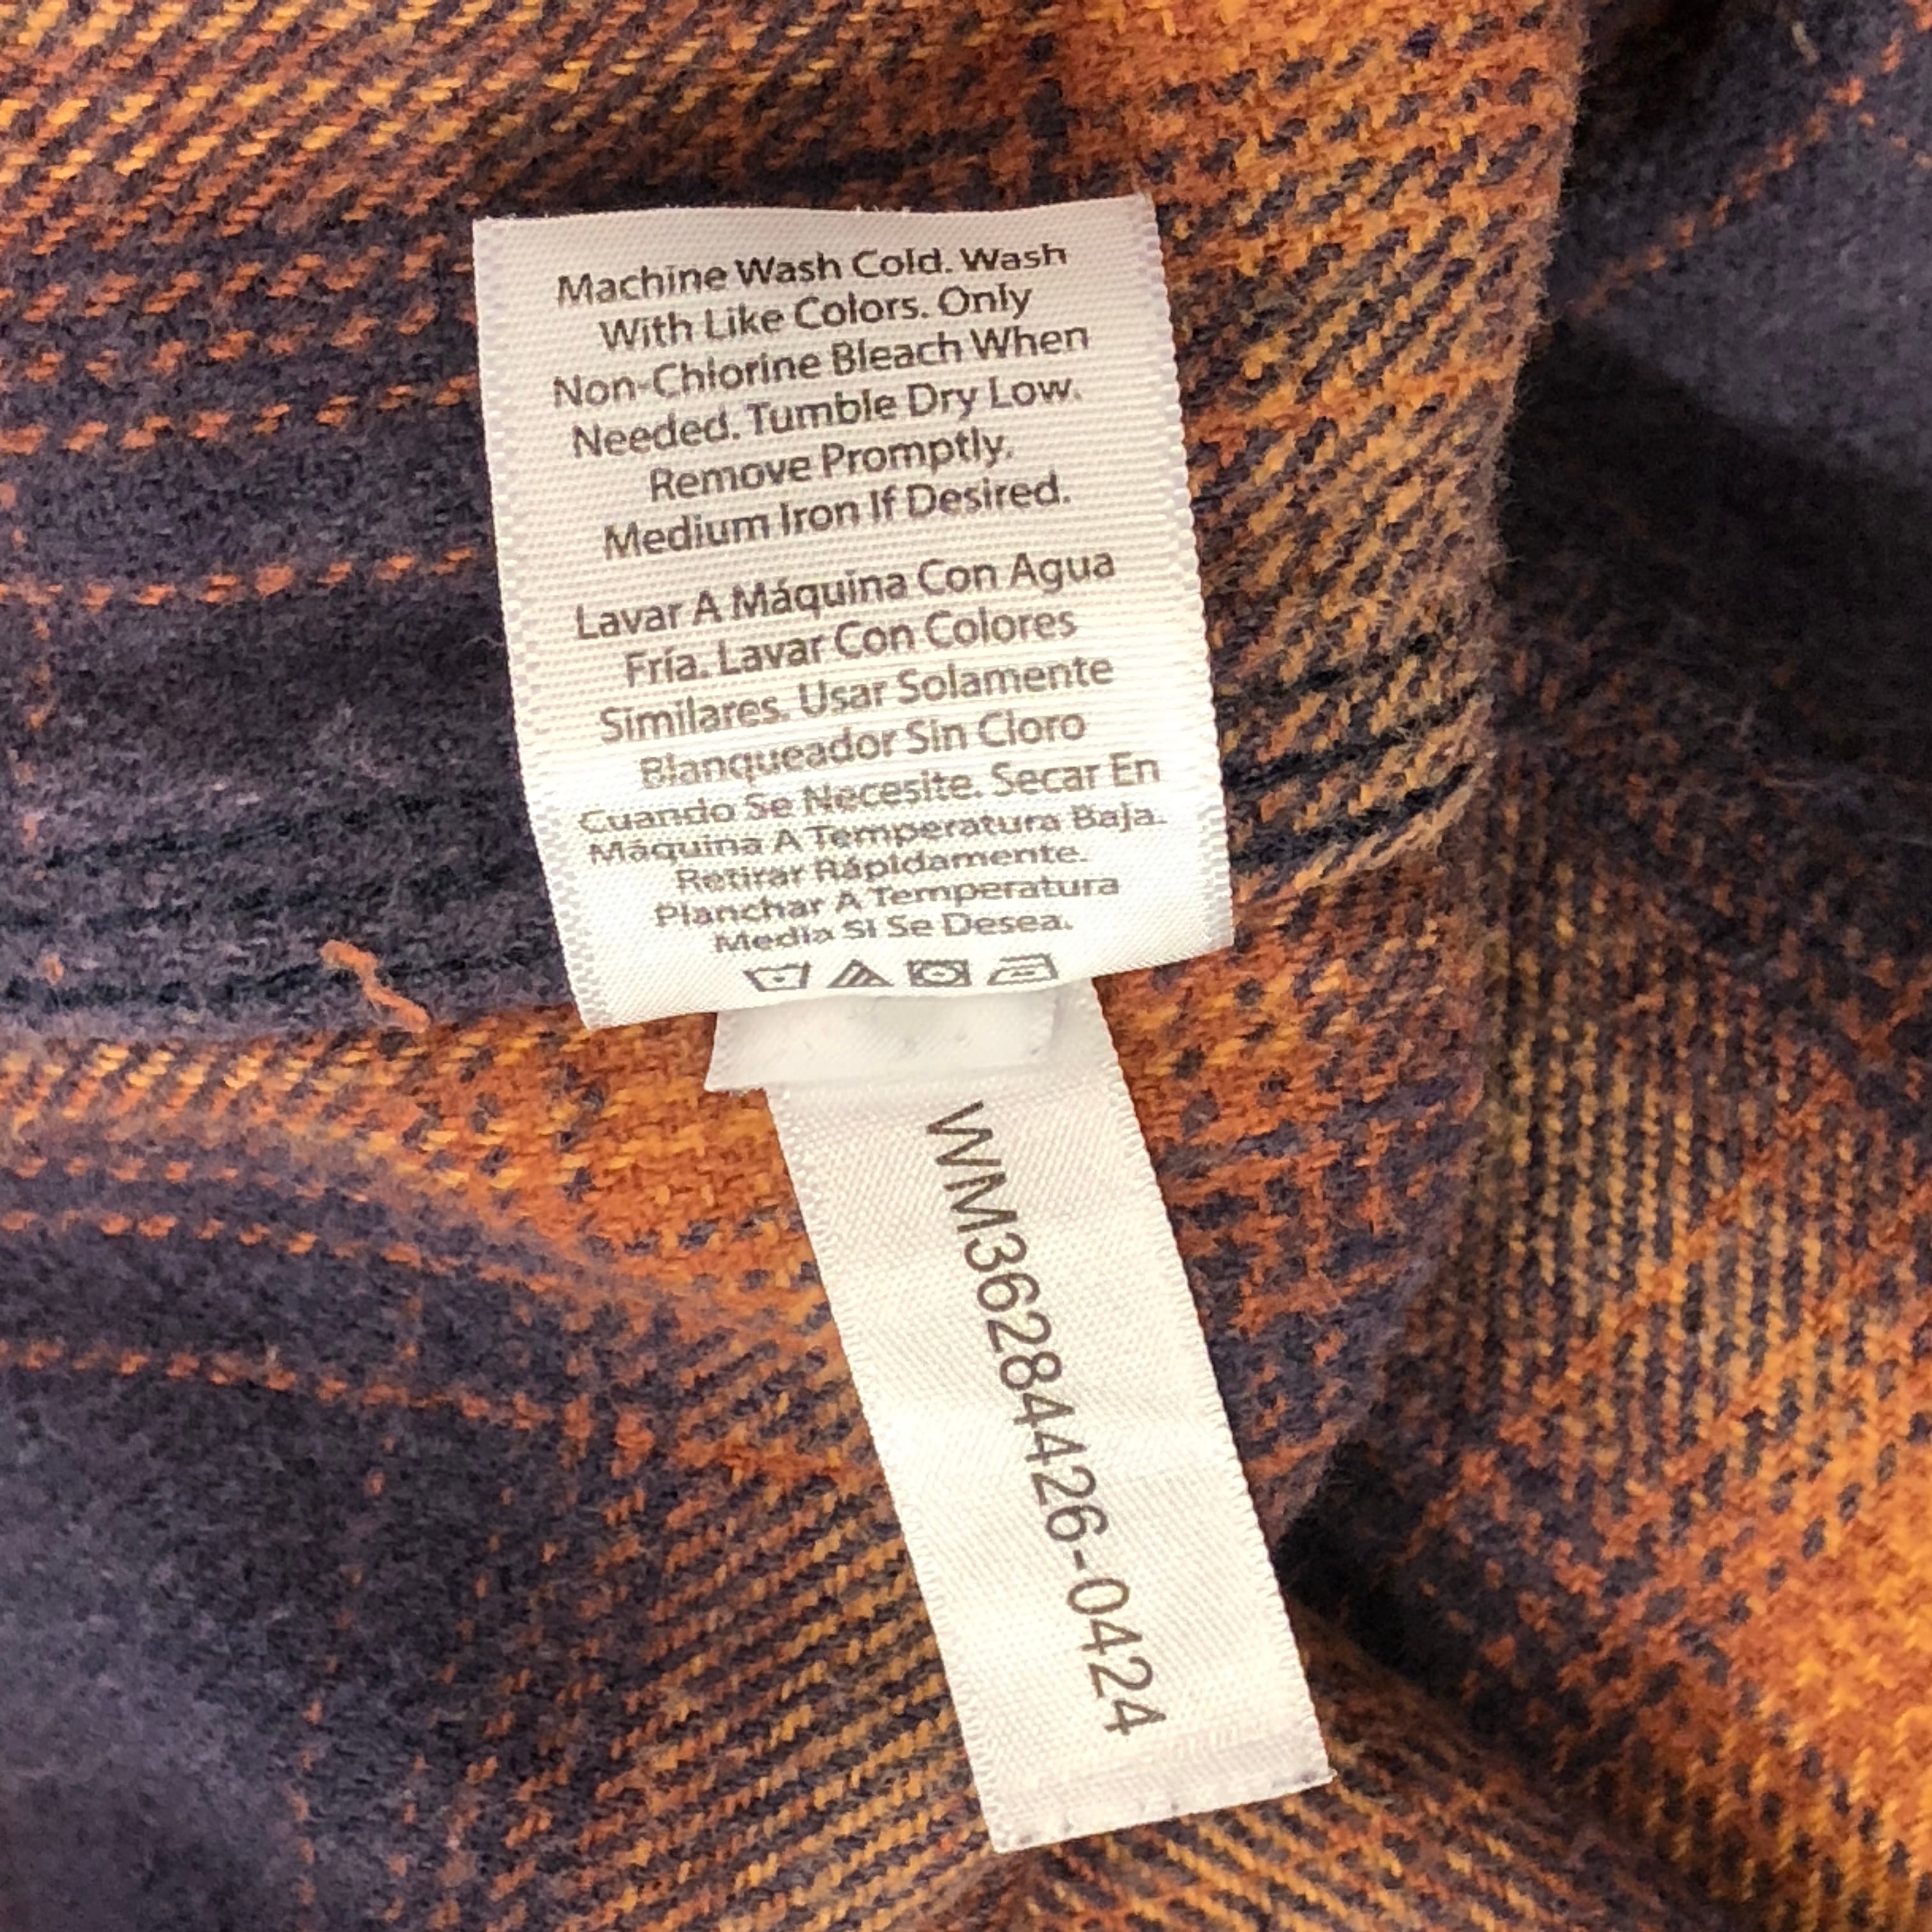 Machine Wash Cold. Wash
With Like Colors. Only
Non-Chlorine Bleach When
Needed. Tumble Dry Low.
Remove Promptly.
Medium Iron If Desired.
Lavar A Máquina Con Agua
Fría. Lavar Con Colores
Similares. Usar Solamente
Blanqueador Sin Cloro
Cuando Se Necesite. Secar En
Máquina A Temperatura Baja.
Retirar Rápidamente.
Planchar A Temperatura
Media Si Se Desea.
WM36284426-0424